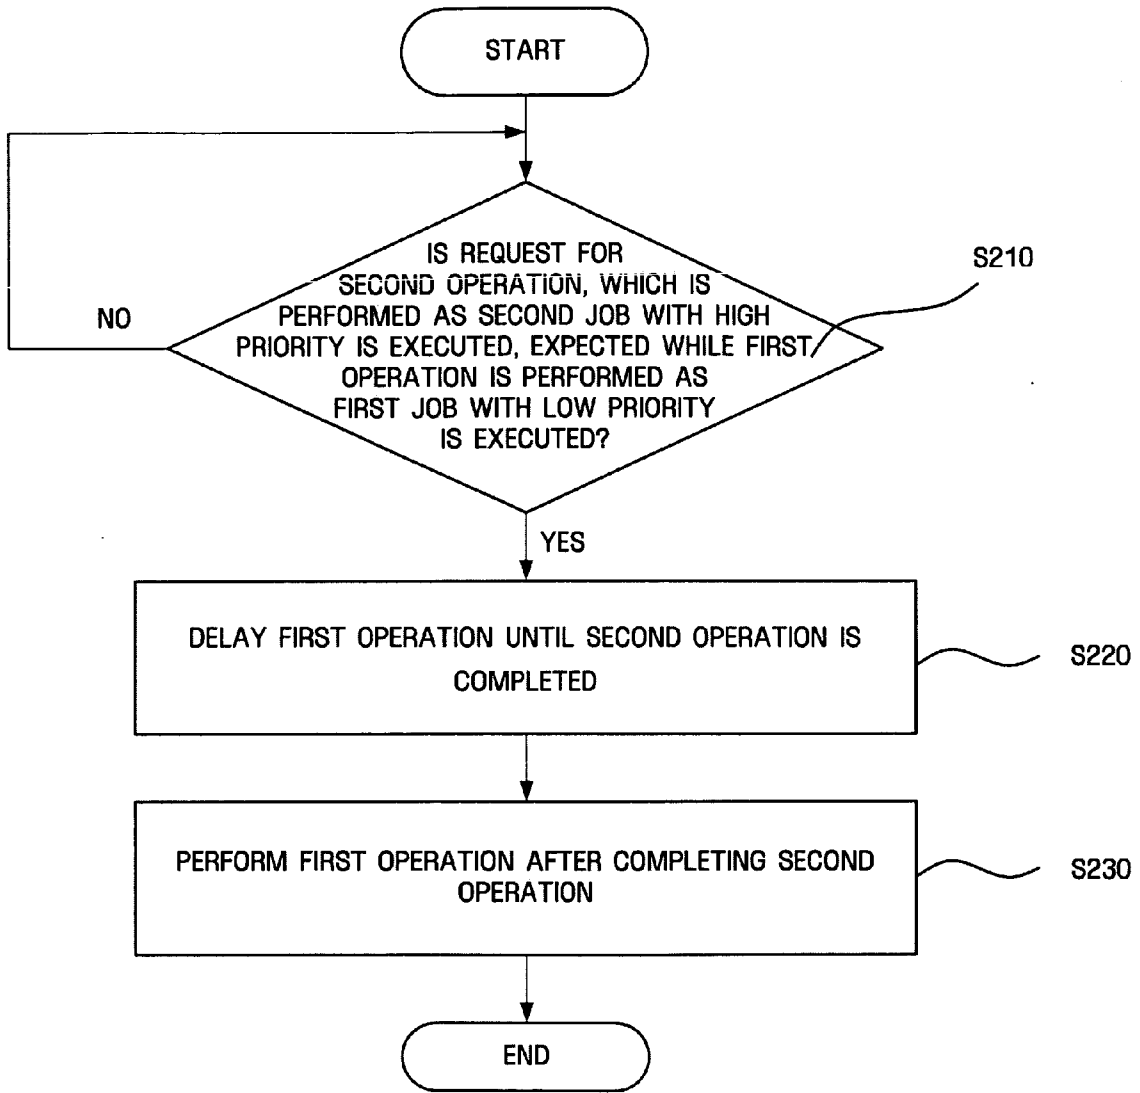 START
IS REQUEST FOR
SECOND OPERATION, WHICH IS
PERFORMED AS SECOND JOB WITH HIGH
PRIORITY IS EXECUTED, EXPECTED WHILE FIRST
OPERATION IS PERFORMED AS
FIRST JOB WITH LOW PRIORITY
IS EXECUTED?
S210
NO
YES
DELAY FIRST OPERATION UNTIL SECOND OPERATION IS
COMPLETED
S220
PERFORM FIRST OPERATION AFTER COMPLETING SECOND
OPERATION
S230
END